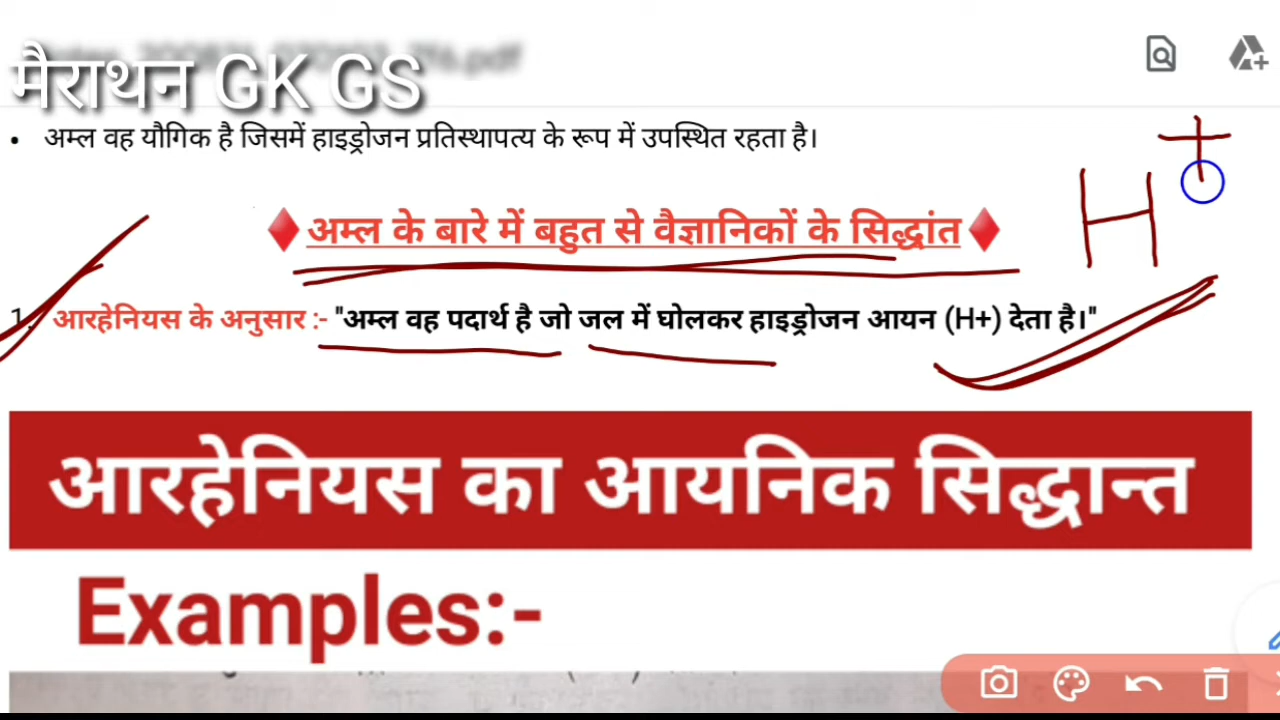 मैराथन GK GS
• अम्ल वह यौगिक है जिसमें हाइड्रोजन प्रतिस्थापत्य के रूप में उपस्थित रहता है।
H+
♦अम्ल के बारे में बहुत से वैज्ञानिकों के सिद्धांत♦
1. आरहेनियस के अनुसार :- "अम्ल वह पदार्थ है जो जल में घोलकर हाइड्रोजन आयन (H+) देता है।"
आरहेनियस का आयनिक सिद्धान्त
Examples:-